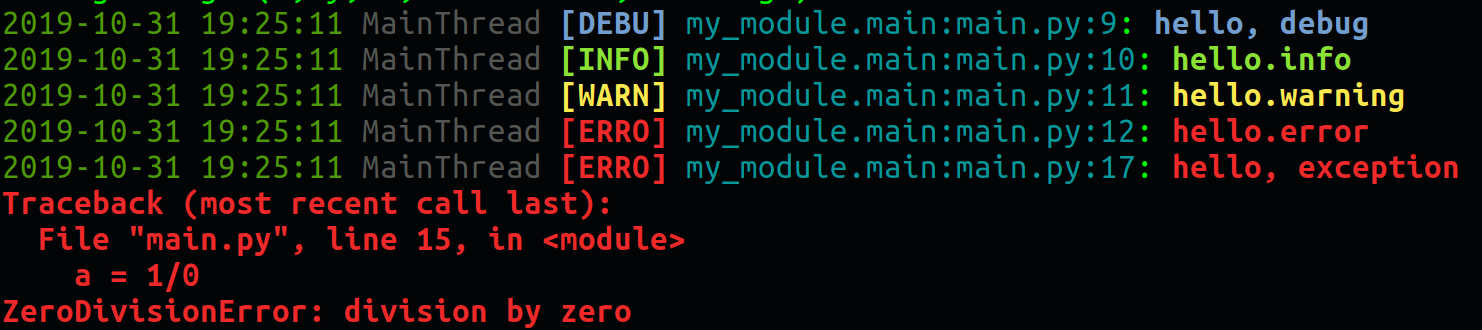 2019-10-31 19:25:11 MainThread [DEBU] my_module.main:main.py:9: hello, debug
2019-10-31 19:25:11 MainThread [INFO] my_module.main:main.py:10: hello.info
2019-10-31 19:25:11 MainThread [WARN] my_module.main:main.py:11: hello.warning
2019-10-31 19:25:11 MainThread [ERRO] my_module.main:main.py:12: hello.error
2019-10-31 19:25:11 MainThread [ERRO] my_module.main:main.py:17: hello, exception
Traceback (most recent call last):
  File "main.py", line 15, in <module>
    a = 1/0
ZeroDivisionError: division by zero